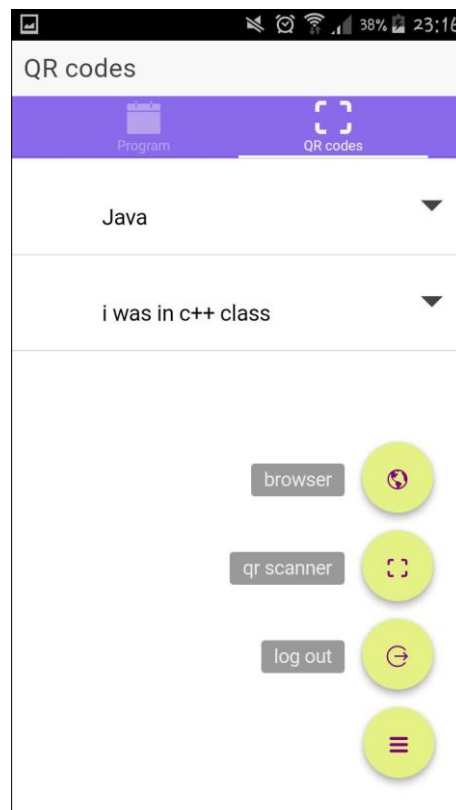 38% 23:16
QR codes
Program QR codes
Java
i was in c++ class
browser
qr scanner
log out